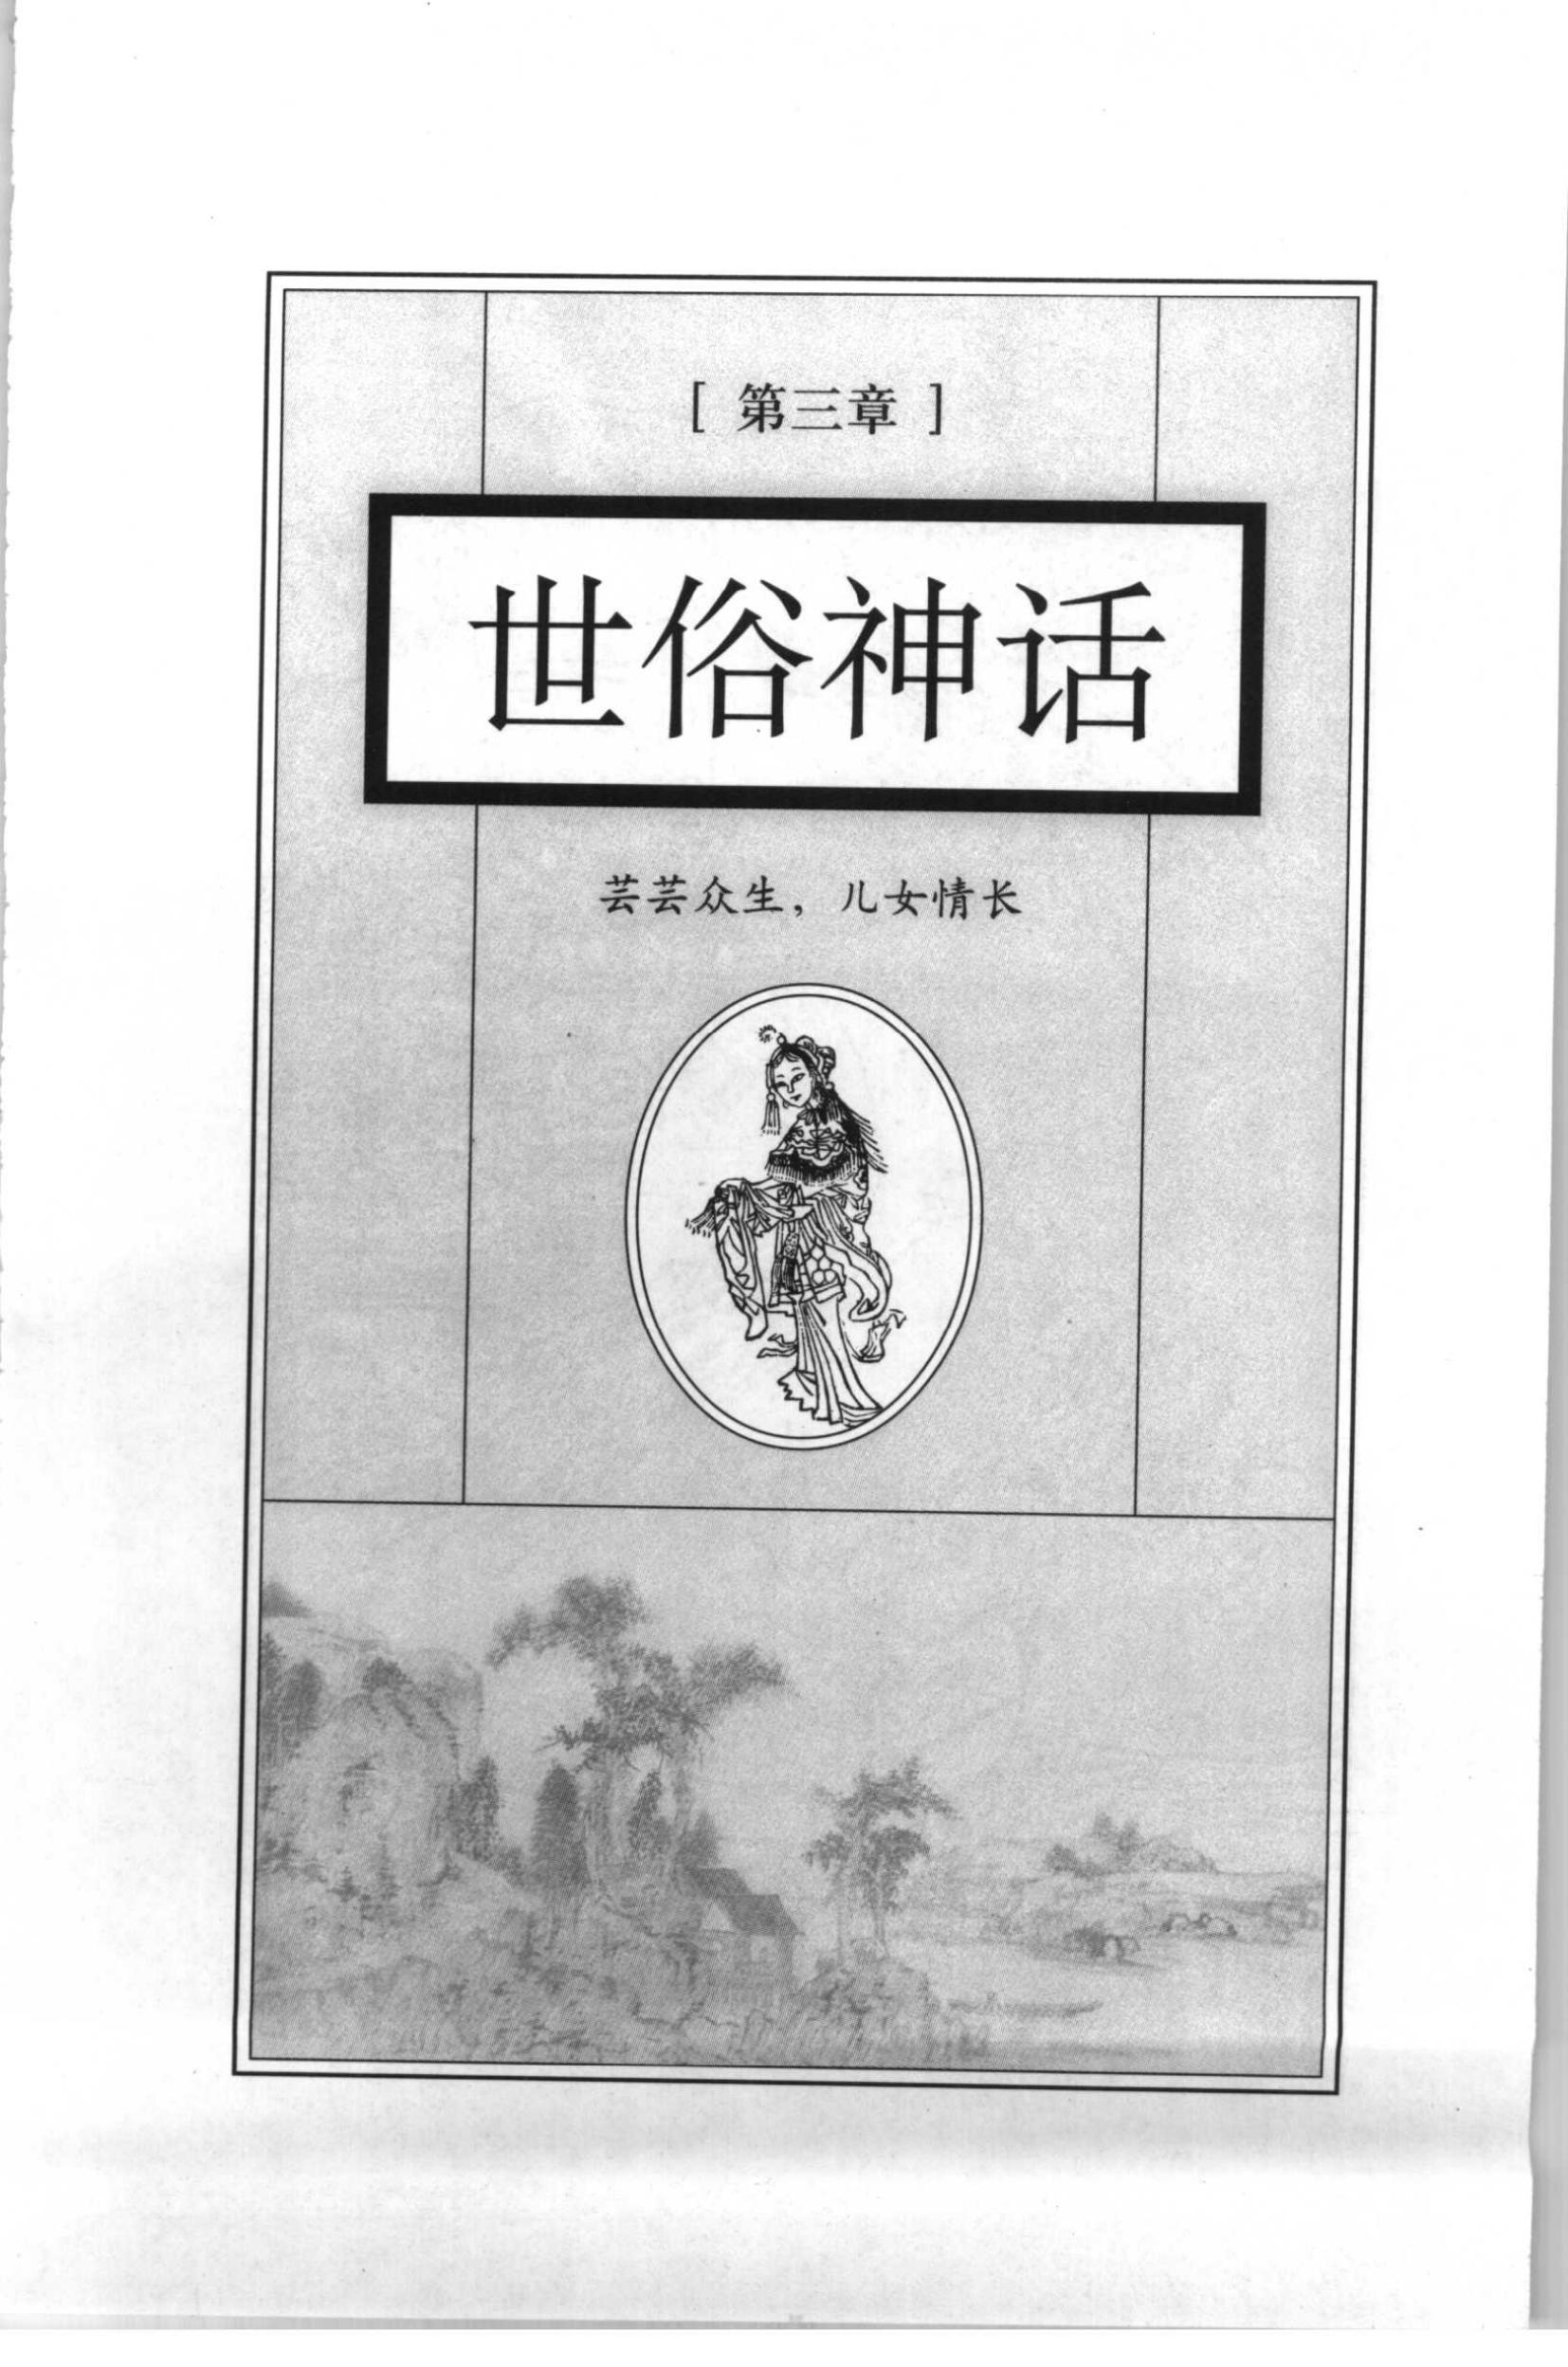 [ 第三章 ]
世俗神话
芸芸众生，儿女情长